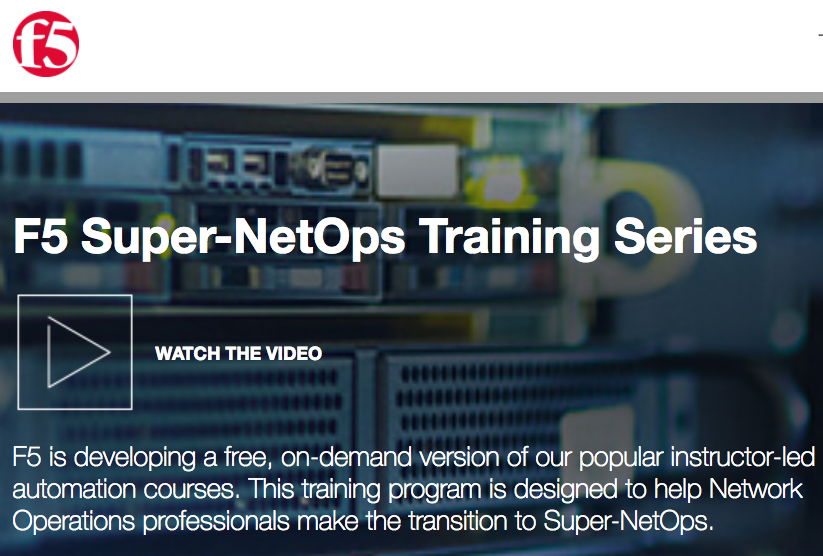 f5
F5 Super-NetOps Training Series
WATCH THE VIDEO
F5 is developing a free, on-demand version of our popular instructor-led
automation courses. This training program is designed to help Network
Operations professionals make the transition to Super-NetOps.